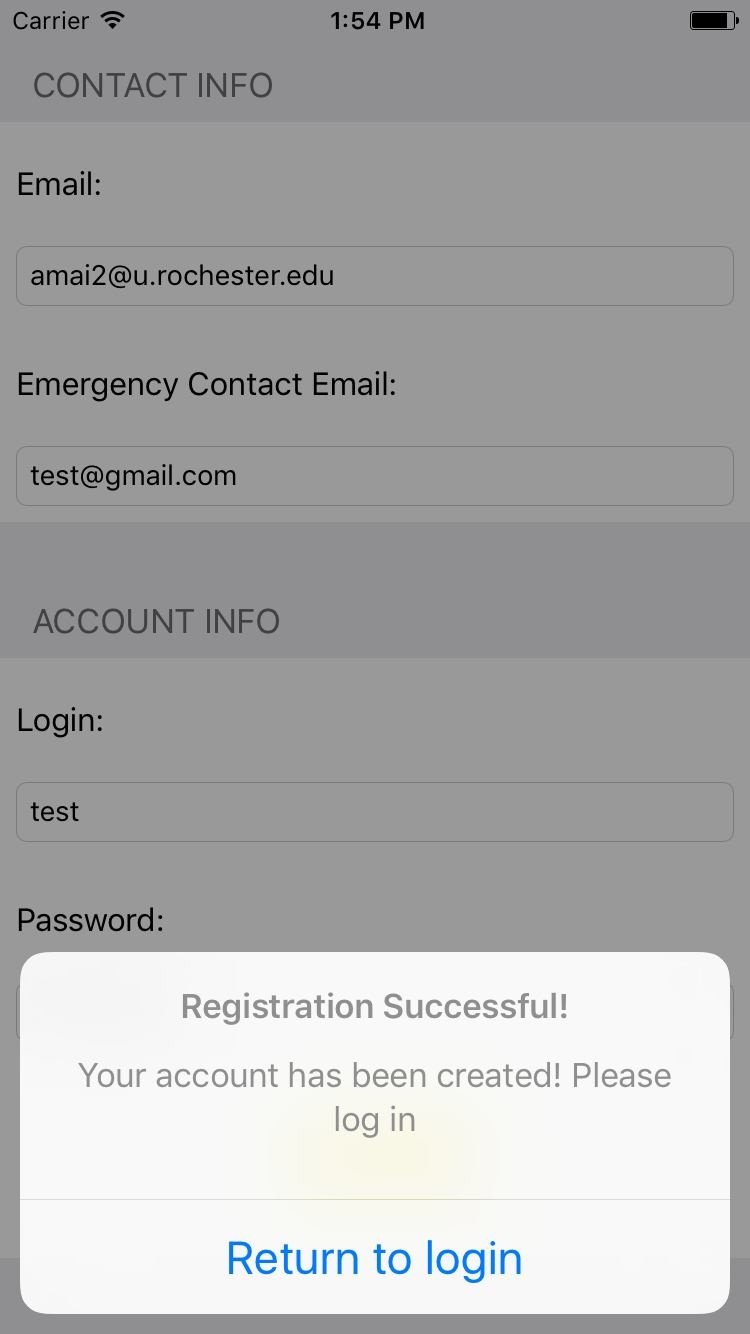 Carrier 1:54 PM
CONTACT INFO
Email:
amai2@u.rochester.edu
Emergency Contact Email:
test@gmail.com
ACCOUNT INFO
Login:
test
Password:
Registration Successful!
Your account has been created! Please
log in
Return to login